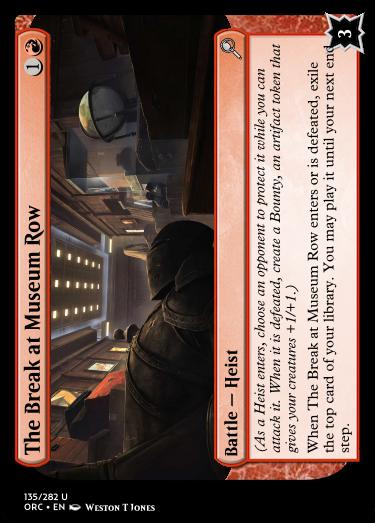 The Break at Museum Row
1
Battle — Heist
3
(As a Heist enters, choose an opponent to protect it while you can
attack it. When it is defeated, create a Bounty, an artifact token that
gives your creatures +1/+1.)
When The Break at Museum Row enters or is defeated, exile
the top card of your library. You may play it until your next end
step.
135/282 U
ORC • EN WESTON T JONES